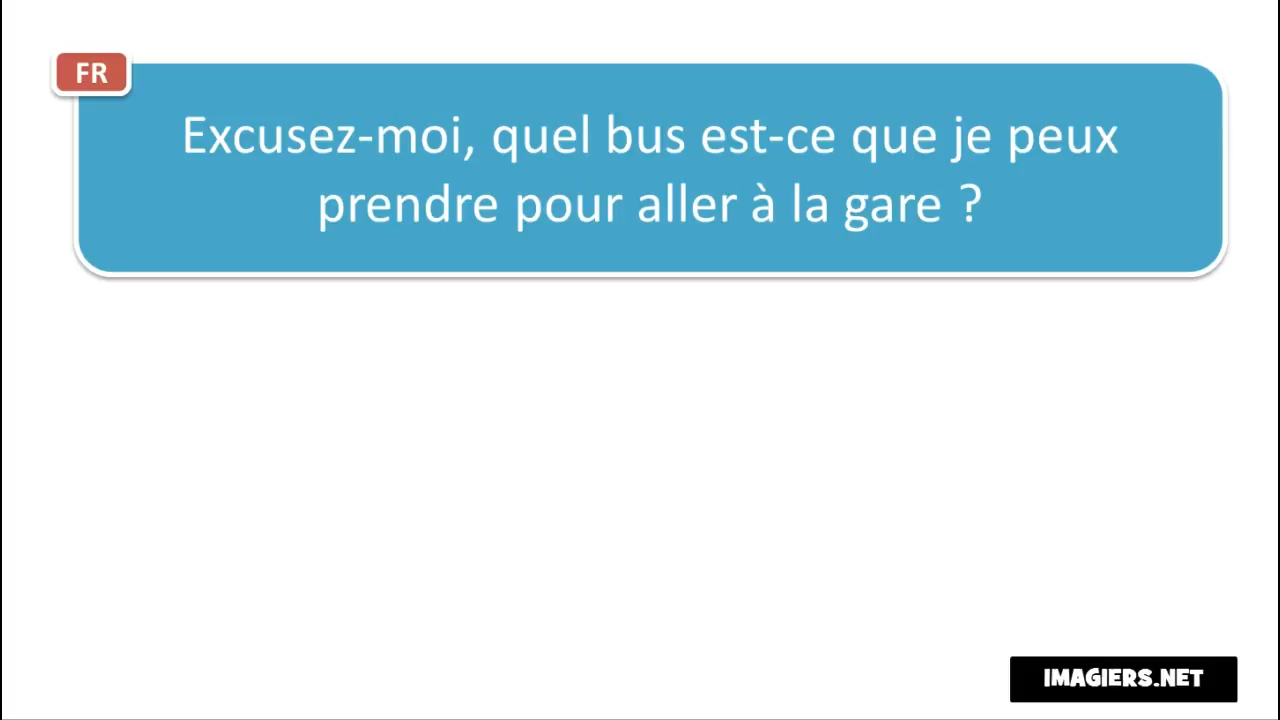 FR
Excusez-moi, quel bus est-ce que je peux
prendre pour aller à la gare ?
IMAGIERS.NET